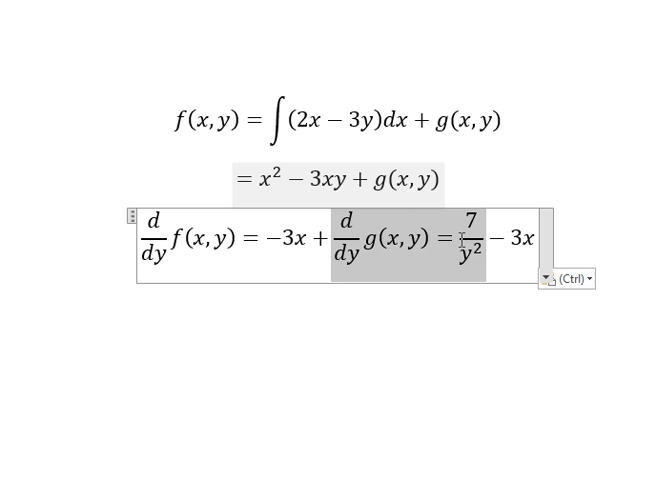 f(x, y) = ∫(2x − 3y)dx + g(x, y)
= x² − 3xy + g(x, y)
d/dy f(x, y) = −3x + d/dy g(x, y) = 7/y² − 3x
(Ctrl)